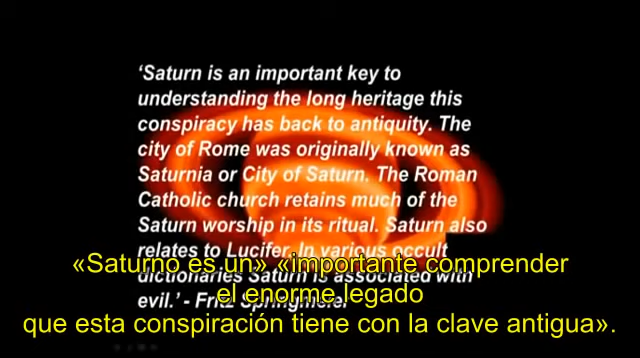 ‘Saturn is an important key to
understanding the long heritage this
conspiracy has back to antiquity. The
city of Rome was originally known as
Saturnia or City of Saturn. The Roman
Catholic church retains much of the
Saturn worship in its ritual. Saturn also
relates to Lucifer. In various occult
dictionaries Saturn is associated with
evil.’ - Fritz Springmeier
«Saturno es un» «importante comprender
el enorme legado
que esta conspiración tiene con la clave antigua».